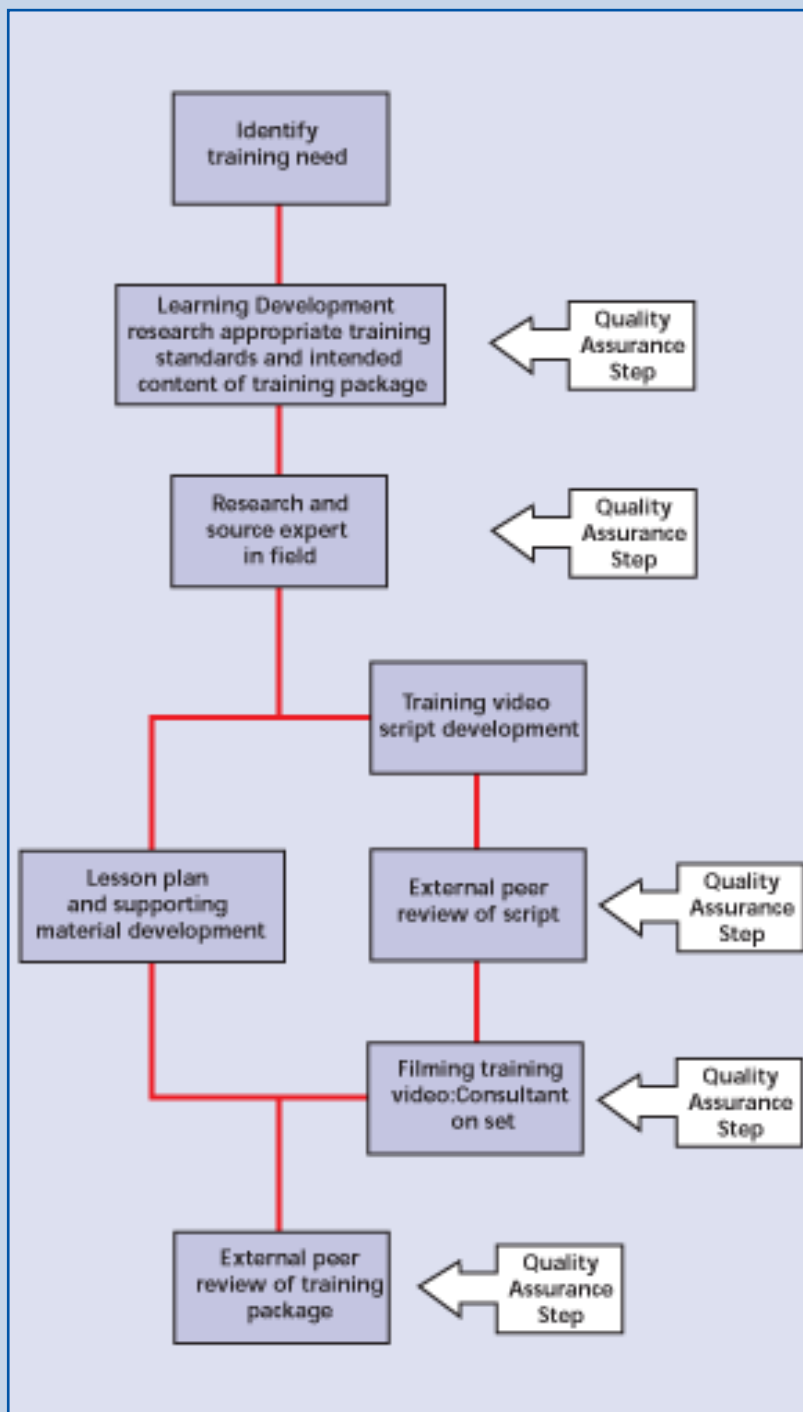 Identify
training need
Learning Development
research appropriate training
standards and intended
content of training package
Quality
Assurance
Step
Research and
source expert
in field
Quality
Assurance
Step
Training video
script development
Lesson plan
and supporting
material development
External peer
review of script
Quality
Assurance
Step
Filming training
video:Consultant
on set
Quality
Assurance
Step
External peer
review of training
package
Quality
Assurance
Step